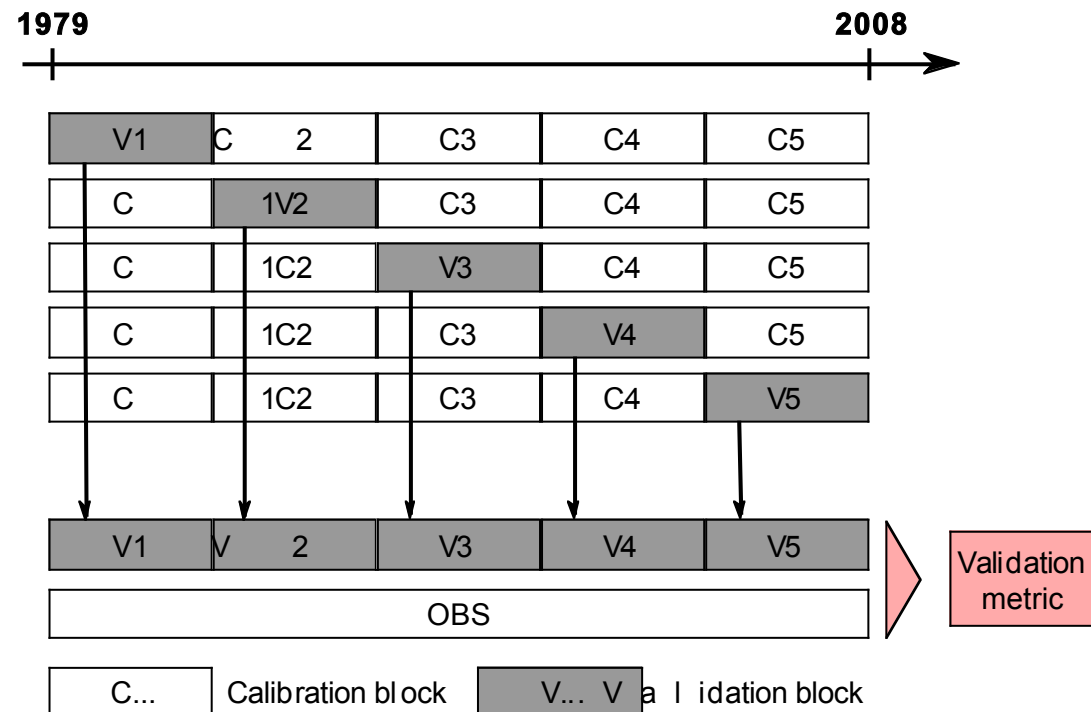 1979 2008
V1 C 2 C3 C4 C5
C 1V2 C3 C4 C5
C 1C2 V3 C4 C5
C 1C2 C3 V4 C5
C 1C2 C3 C4 V5
V1 V 2 V3 V4 V5
Validation
metric
OBS
C... Calibration block V... V a l idation block